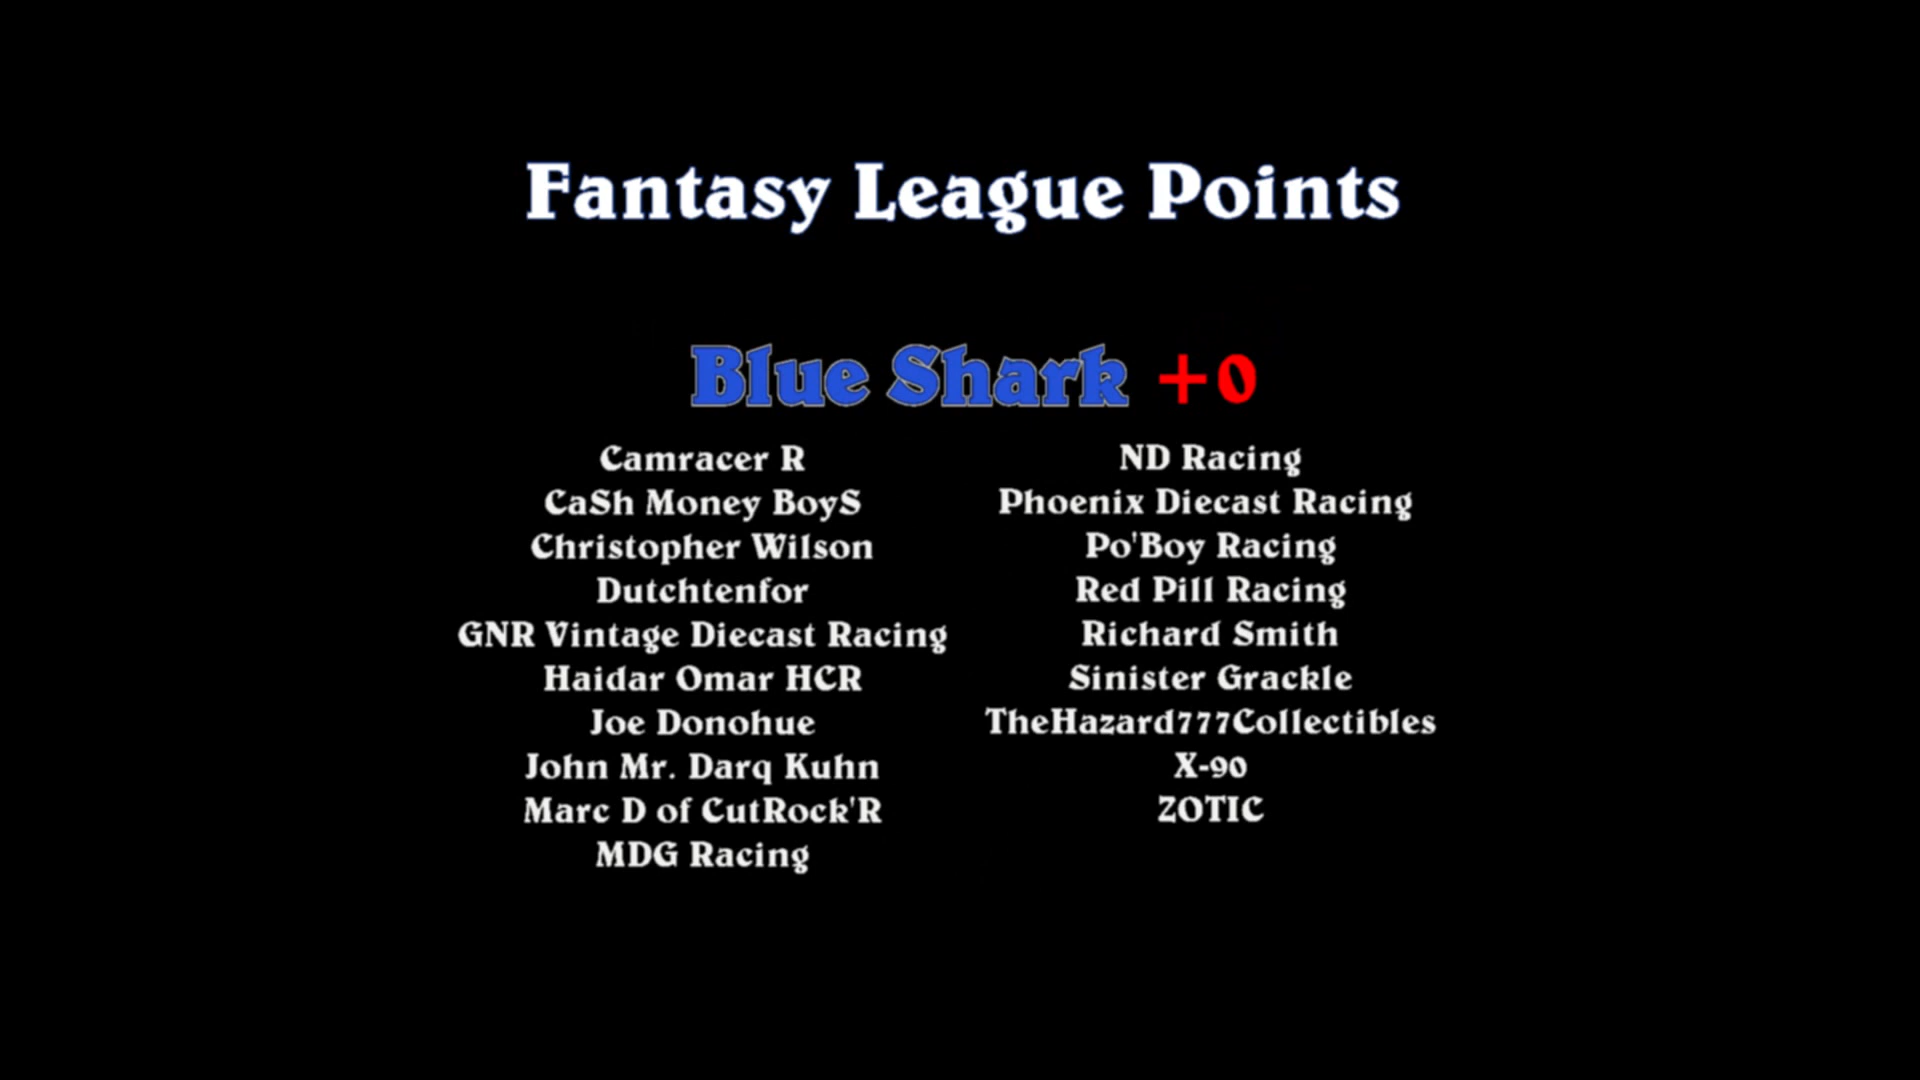 Fantasy League Points
Blue Shark +0
Camracer R
CaSh Money BoyS
Christopher Wilson
Dutchtenfor
GNR Vintage Diecast Racing
Haidar Omar HCR
Joe Donohue
John Mr. Darq Kuhn
Marc D of CutRock'R
MDG Racing
ND Racing
Phoenix Diecast Racing
Po'Boy Racing
Red Pill Racing
Richard Smith
Sinister Grackle
TheHazard777Collectibles
X-90
ZOTIC